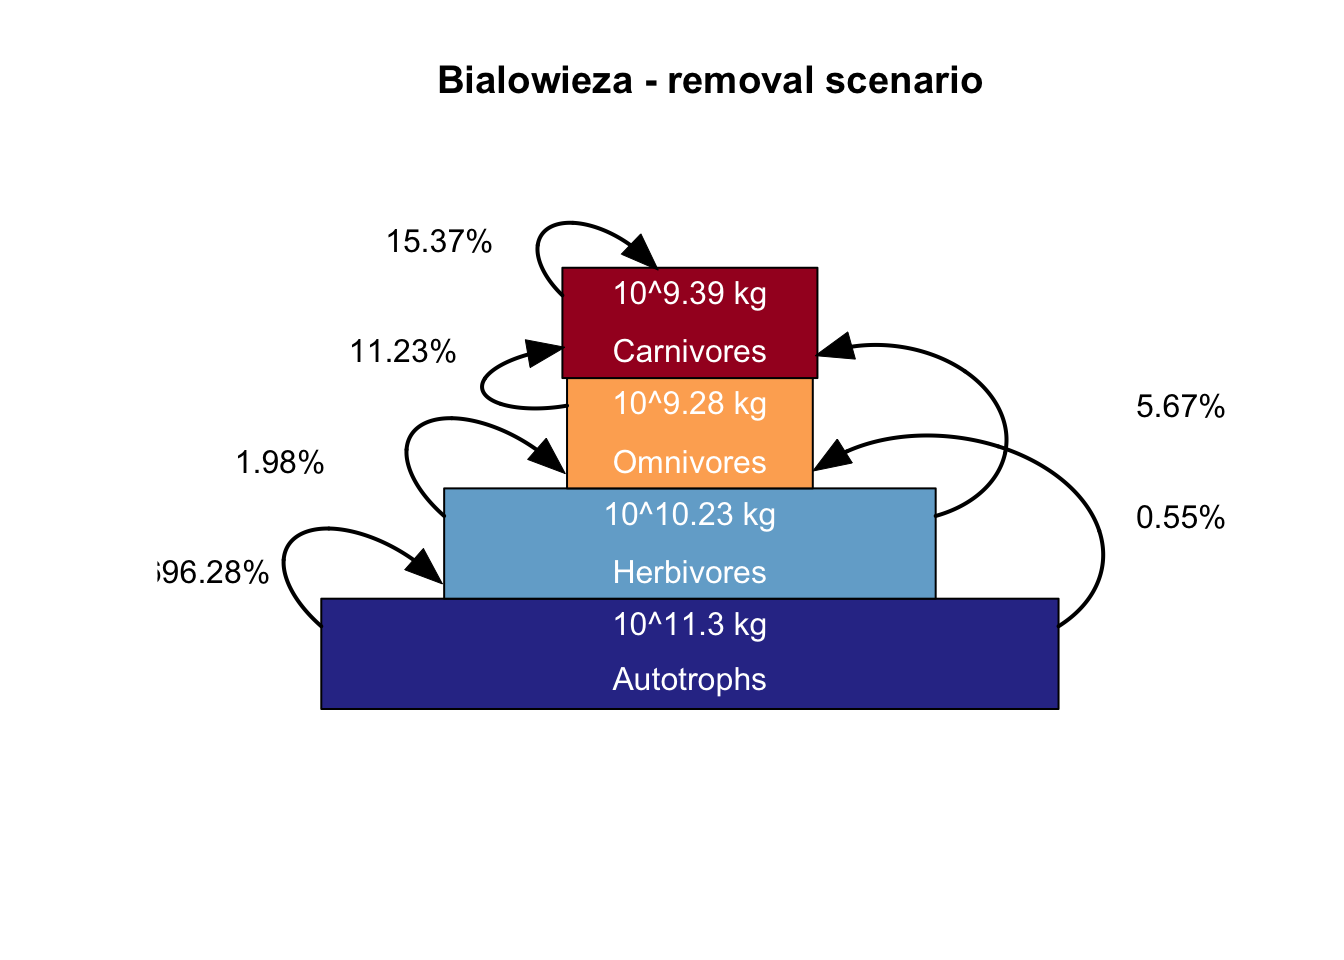 Bialowieza - removal scenario
15.37%
10^9.39 kg
11.23%
Carnivores
10^9.28 kg
5.67%
1.98%
Omnivores
10^10.23 kg
0.55%
96.28%
Herbivores
10^11.3 kg
Autotrophs